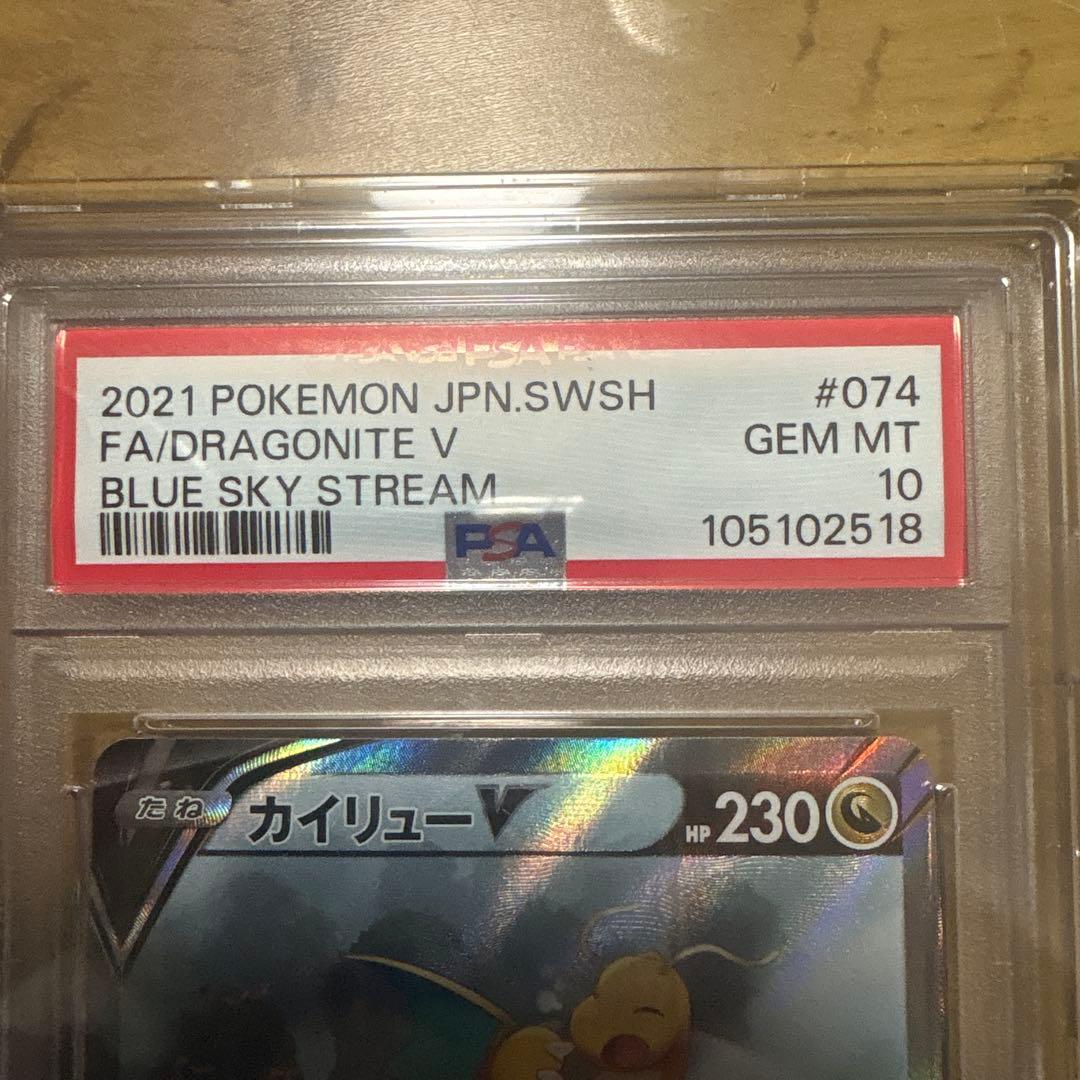 2021 POKEMON JPN.SWSH #074
FA/DRAGONITE V GEM MT
BLUE SKY STREAM 10
PSA 105102518
たね カイリューV HP 230